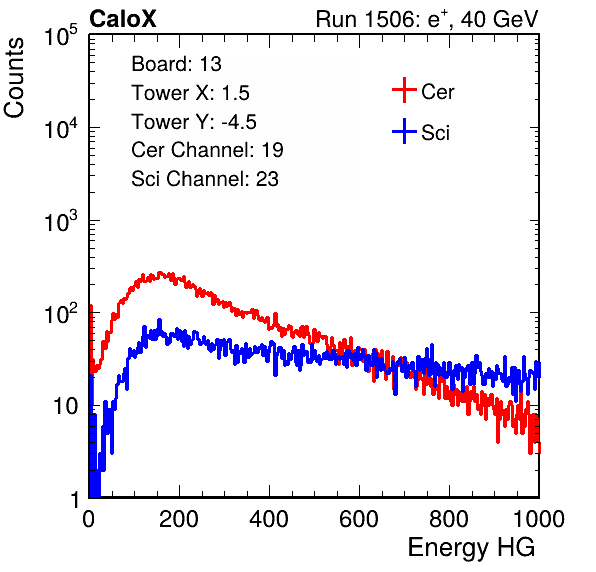 CaloX
Run 1506: e⁺, 40 GeV
Counts
10⁵
10⁴
10³
10²
10
1
Board: 13
Tower X: 1.5
Tower Y: -4.5
Cer Channel: 19
Sci Channel: 23
Cer
Sci
0 200 400 600 800 1000
Energy HG